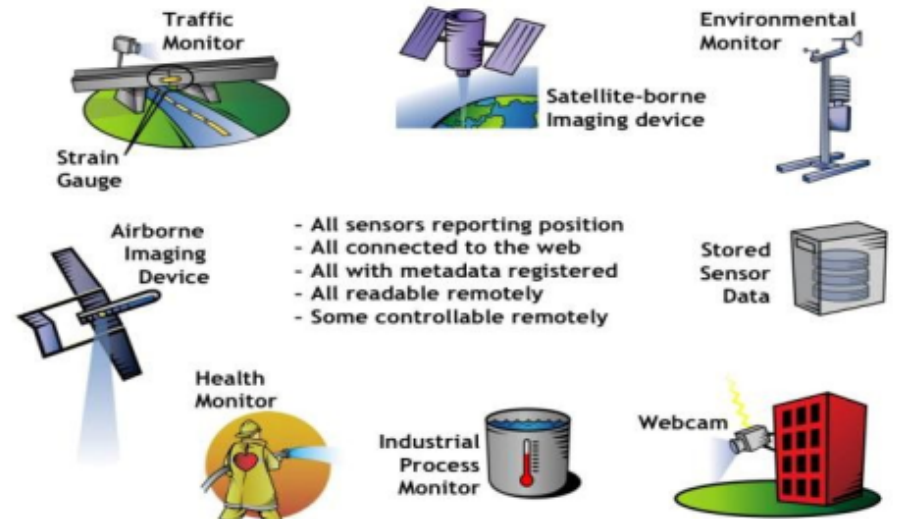 Traffic
Monitor
Strain
Gauge
Satellite-borne
Imaging device
Environmental
Monitor
Airborne
Imaging
Device
- All sensors reporting position
- All connected to the web
- All with metadata registered
- All readable remotely
- Some controllable remotely
Stored
Sensor
Data
Health
Monitor
Industrial
Process
Monitor
Webcam